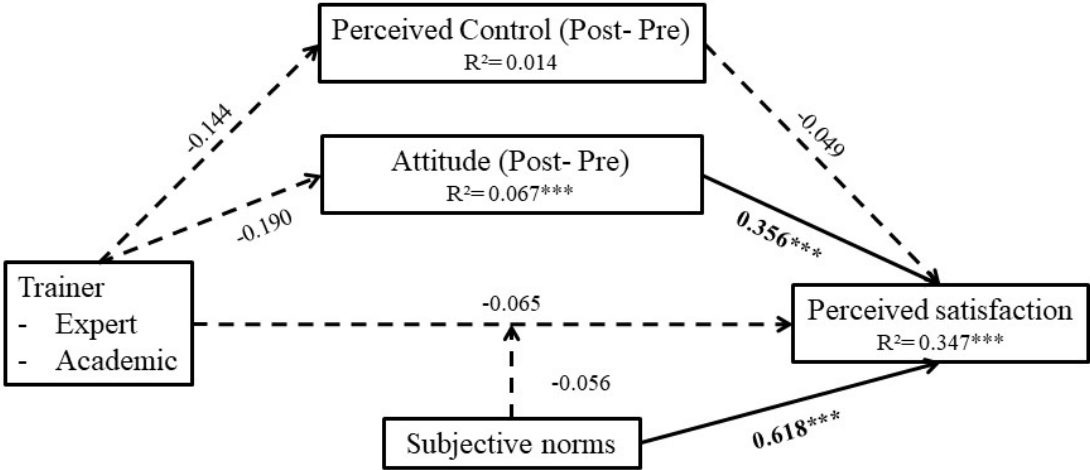 Perceived Control (Post- Pre)
R²= 0.014
-0.144
-0.049
Attitude (Post- Pre)
R²= 0.067***
-0.190
0.356***
Trainer
- Expert
- Academic
-0.065
Perceived satisfaction
R²= 0.347***
-0.056
Subjective norms
0.618***